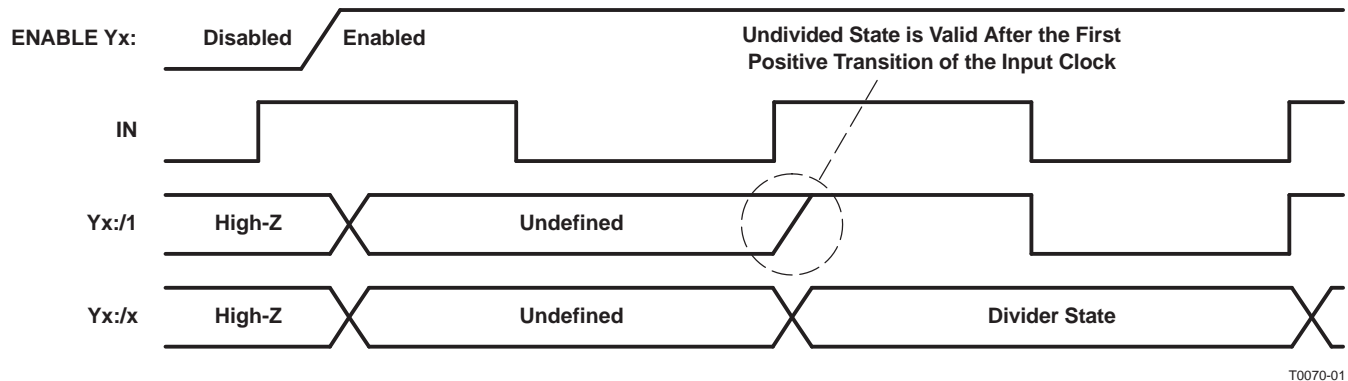 ENABLE Yx: Disabled Enabled
Undivided State is Valid After the First
Positive Transition of the Input Clock
IN
Yx:/1 High-Z Undefined
Yx:/x High-Z Undefined Divider State
T0070-01